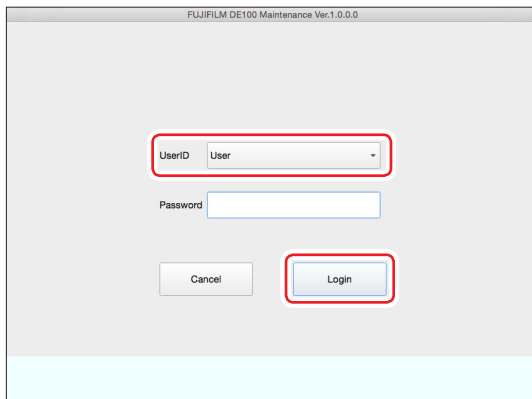 FUJIFILM DE100 Maintenance Ver.1.0.0.0
UserID User
Password
Cancel Login